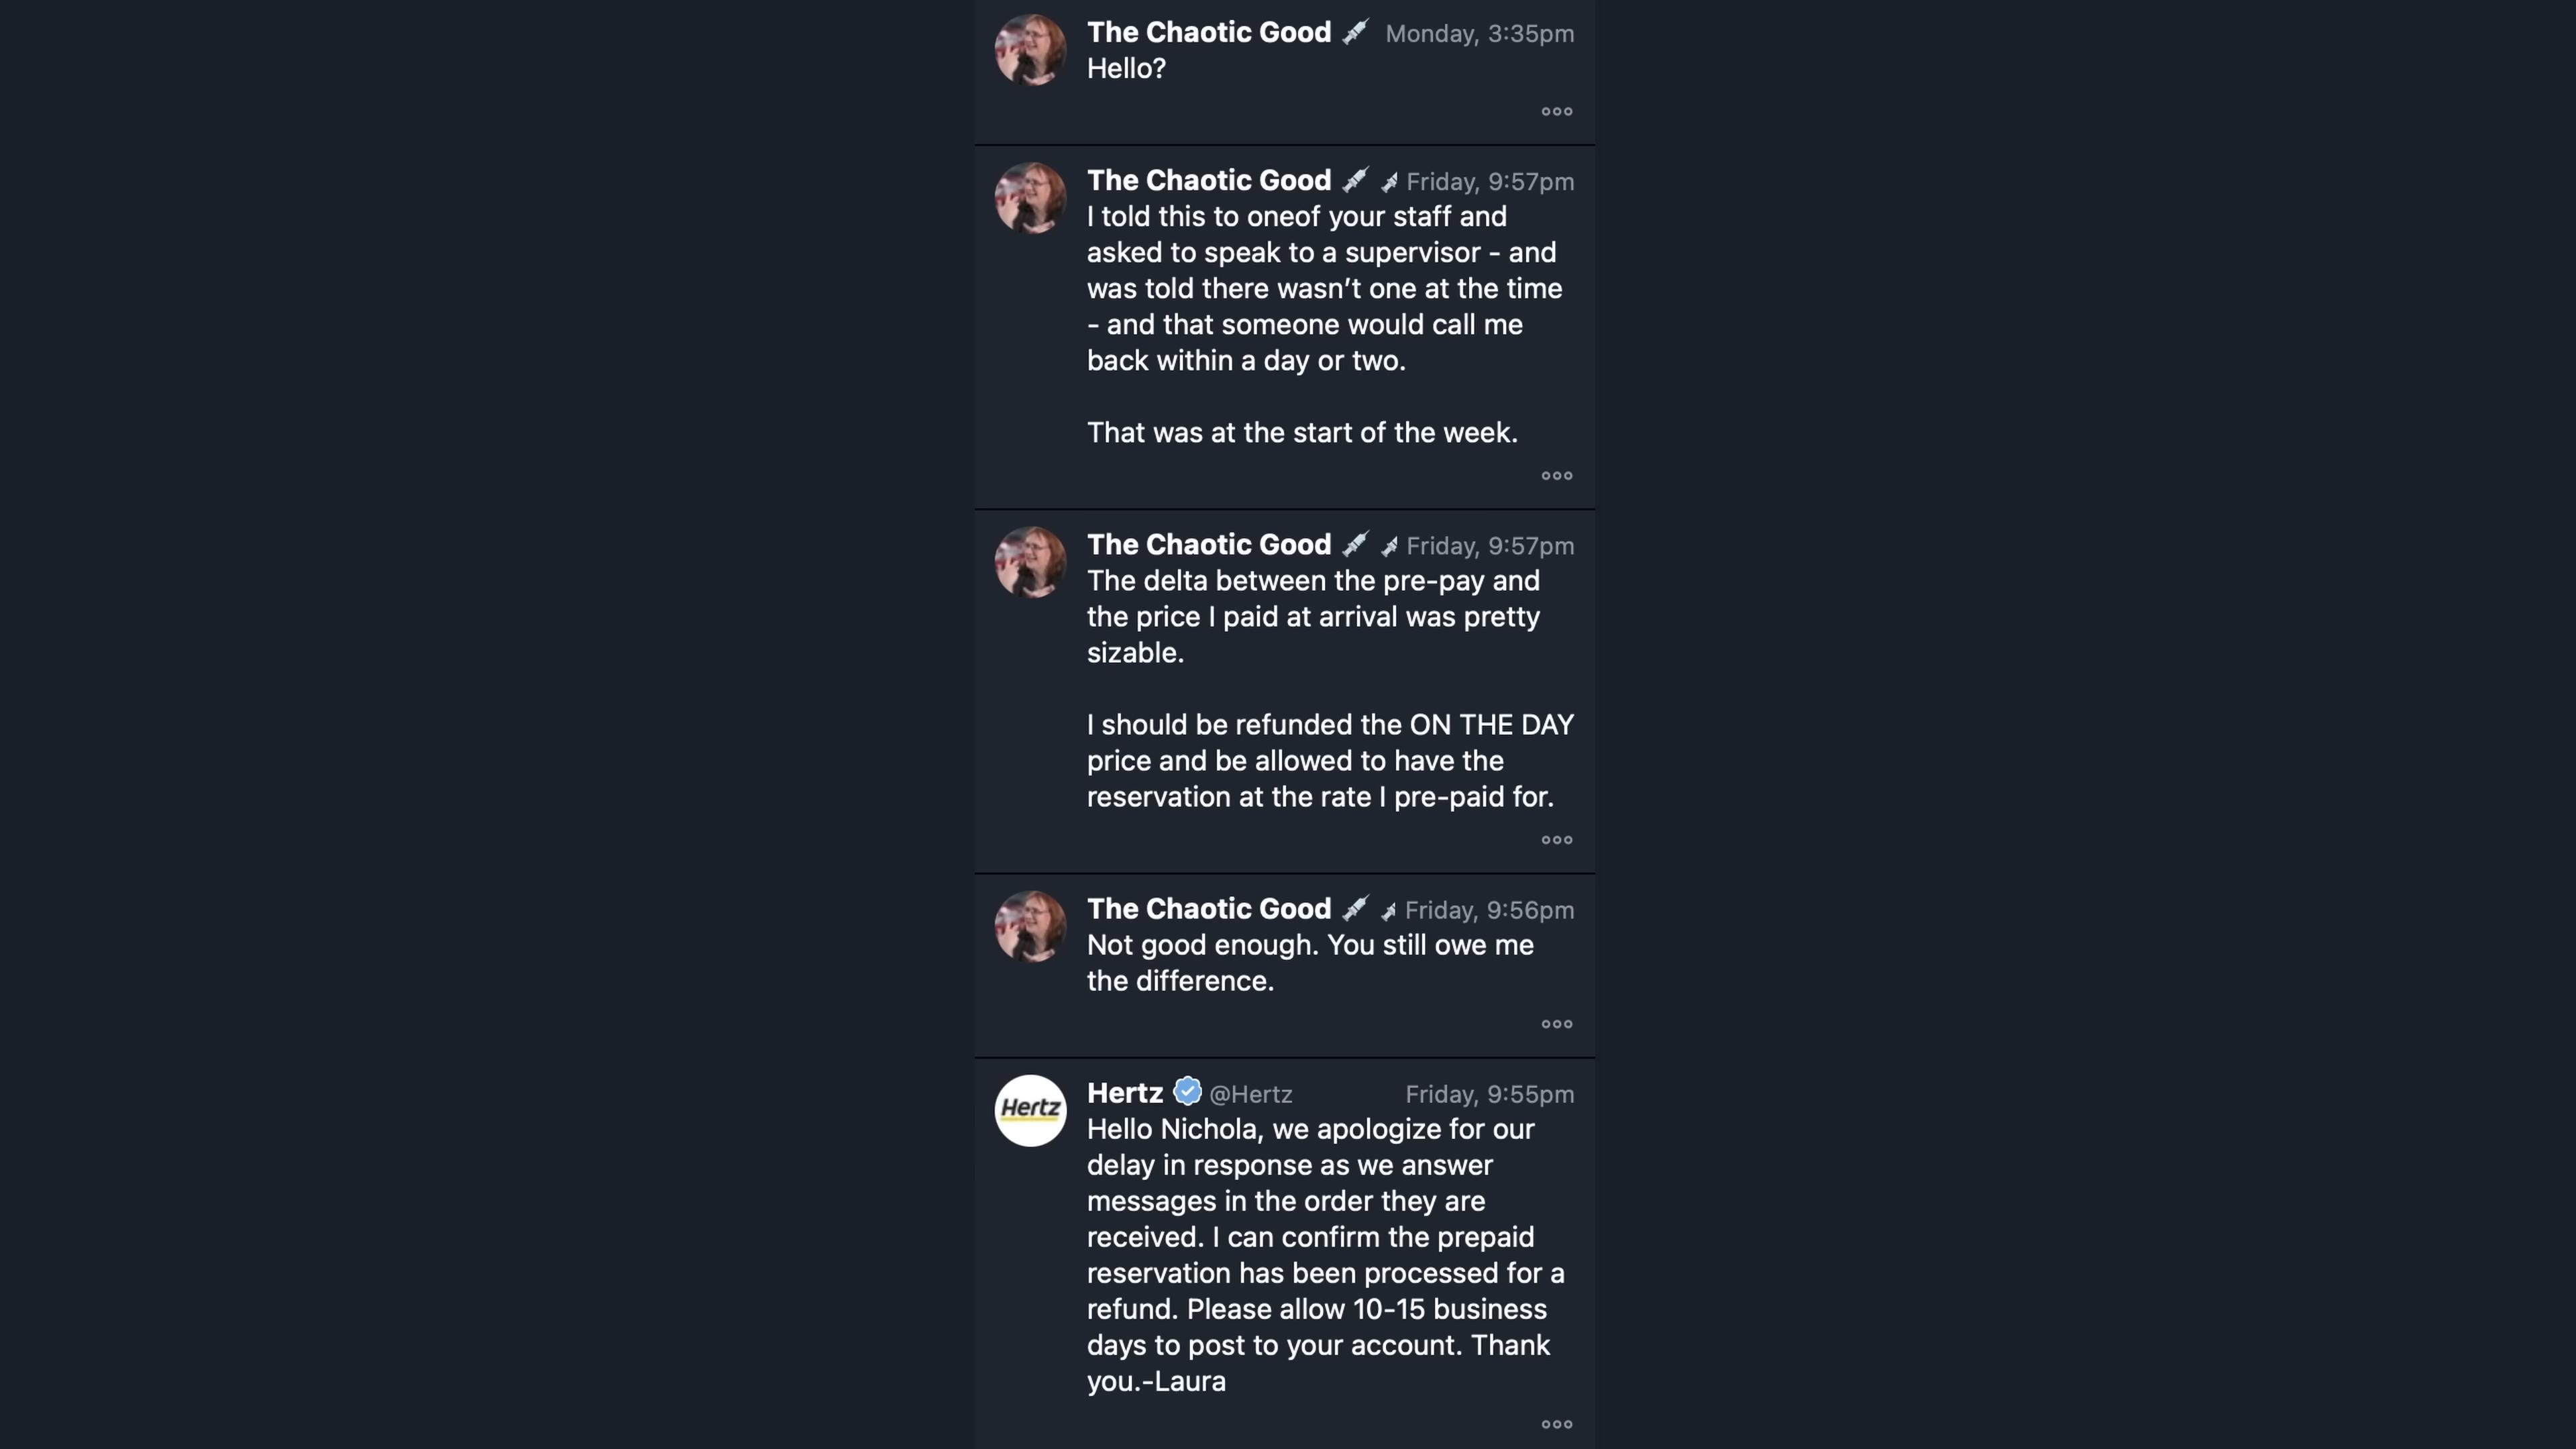 The Chaotic Good Monday, 3:35pm
Hello?
The Chaotic Good Friday, 9:57pm
I told this to oneof your staff and
asked to speak to a supervisor - and
was told there wasn’t one at the time
- and that someone would call me
back within a day or two.
That was at the start of the week.
The Chaotic Good Friday, 9:57pm
The delta between the pre-pay and
the price I paid at arrival was pretty
sizable.
I should be refunded the ON THE DAY
price and be allowed to have the
reservation at the rate I pre-paid for.
The Chaotic Good Friday, 9:56pm
Not good enough. You still owe me
the difference.
Hertz
Hertz @Hertz Friday, 9:55pm
Hello Nichola, we apologize for our
delay in response as we answer
messages in the order they are
received. I can confirm the prepaid
reservation has been processed for a
refund. Please allow 10-15 business
days to post to your account. Thank
you.-Laura